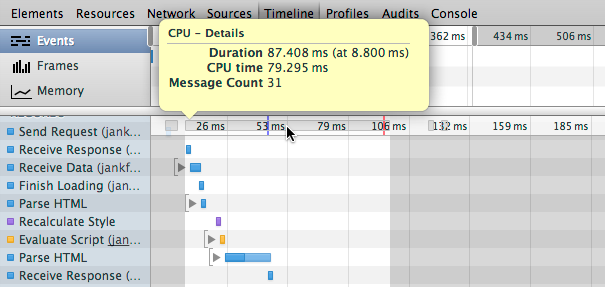 Elements Resources Network Sources Timeline Profiles Audits Console
CPU – Details
Duration 87.408 ms (at 8.800 ms)
CPU time 79.295 ms
Message Count 31
Events
Frames
Memory
362 ms 434 ms 506 ms
26 ms 53 ms 79 ms 106 ms 132 ms 159 ms 185 ms
Send Request (jank...
Receive Response (...
Receive Data (jankf...
Finish Loading (jan...
Parse HTML
Recalculate Style
Evaluate Script (jan...
Parse HTML
Receive Response (...